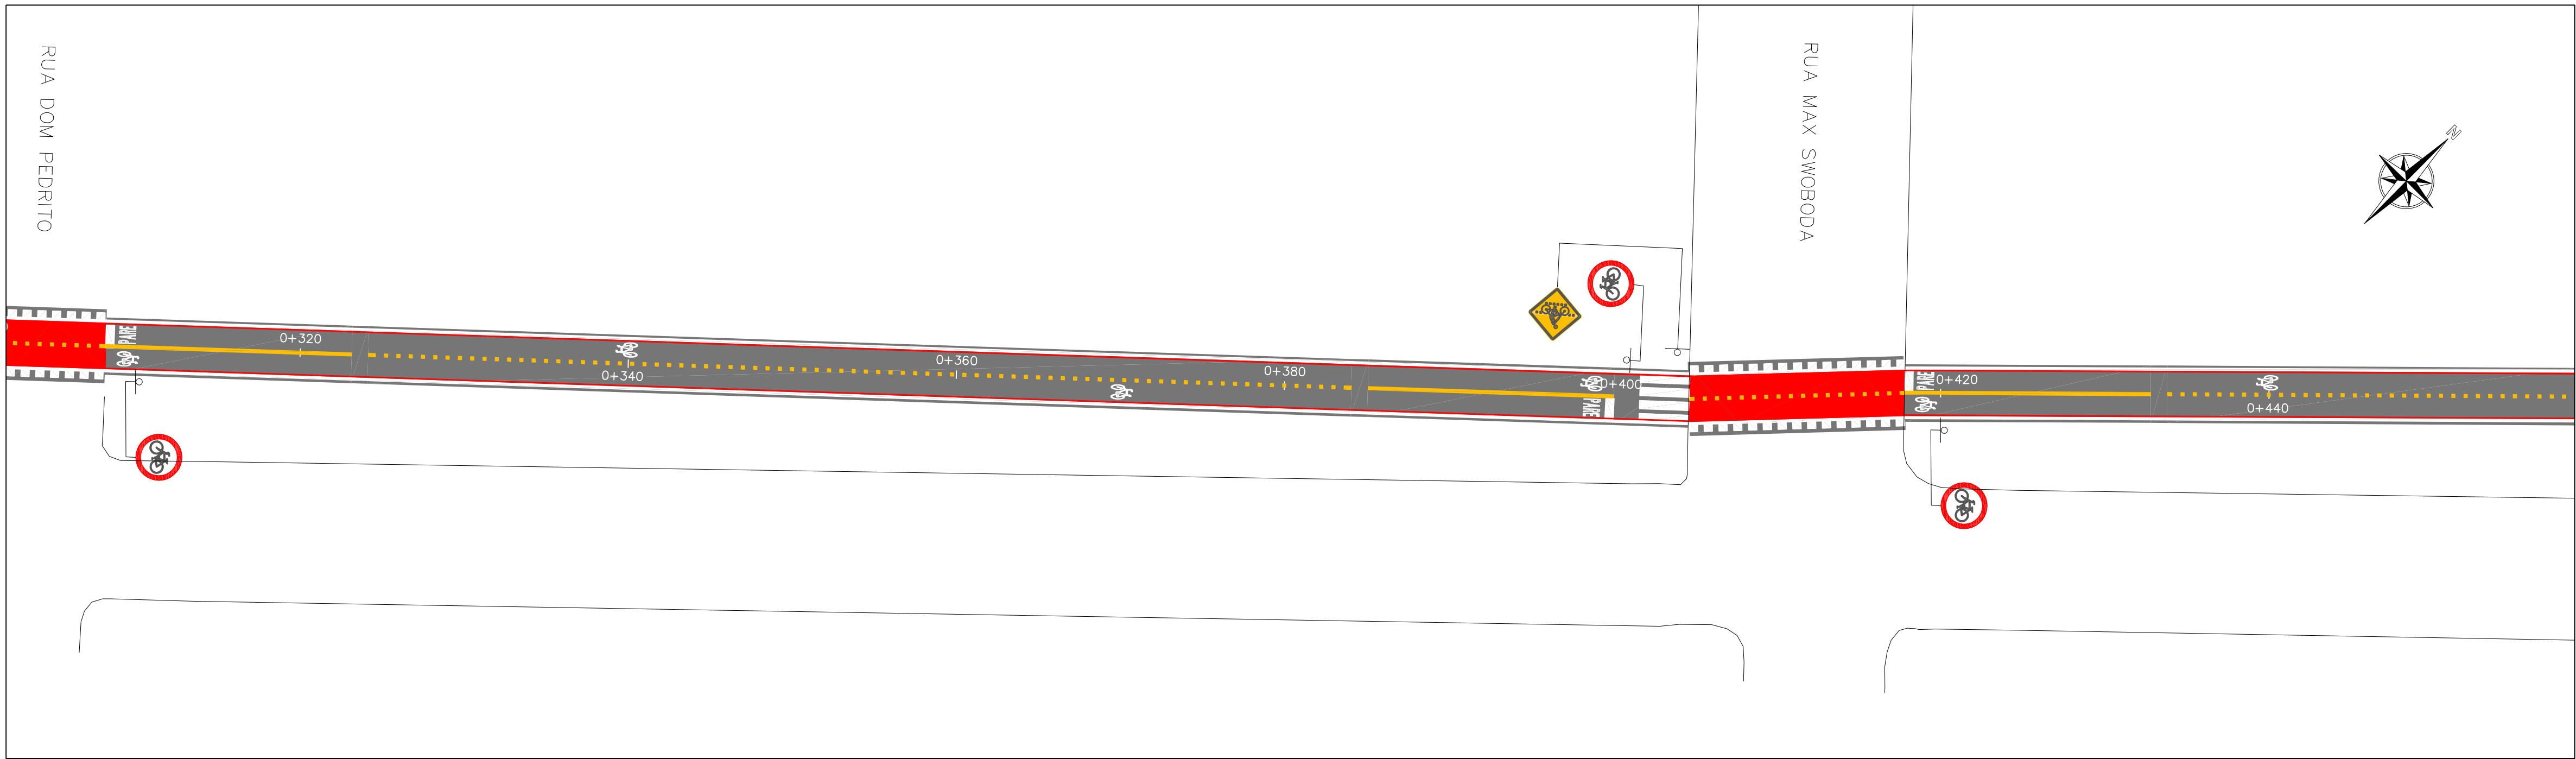 RUA DOM PEDRITO
RUA MAX SWOBODA
N
PARE
0+320
0+340
0+360
0+380
0+400
PARE
PARE
0+420
0+440